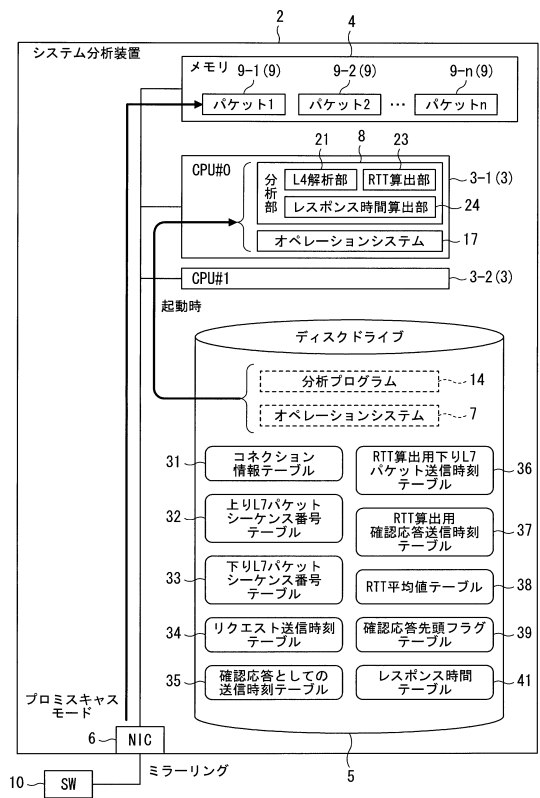 2
4
システム分析装置
メモリ
9-1(9)
9-2(9)
9-n(9)
パケット1
パケット2
…
パケットn
8
21
23
CPU#0
分析部
L4解析部
RTT算出部
3-1(3)
レスポンス時間算出部
24
オペレーションシステム
17
CPU#1
3-2(3)
起動時
ディスクドライブ
分析プログラム
14
オペレーションシステム
7
31
コネクション
情報テーブル
RTT算出用下りL7
パケット送信時刻
テーブル
36
32
上りL7パケット
シーケンス番号
テーブル
RTT算出用
確認応答送信時刻
テーブル
37
33
下りL7パケット
シーケンス番号
テーブル
RTT平均値テーブル
38
34
リクエスト送信時刻
テーブル
確認応答先頭フラグ
テーブル
39
35
確認応答としての
送信時刻テーブル
レスポンス時間
テーブル
41
プロミスキャス
モード
6
NIC
5
ミラーリング
10
SW